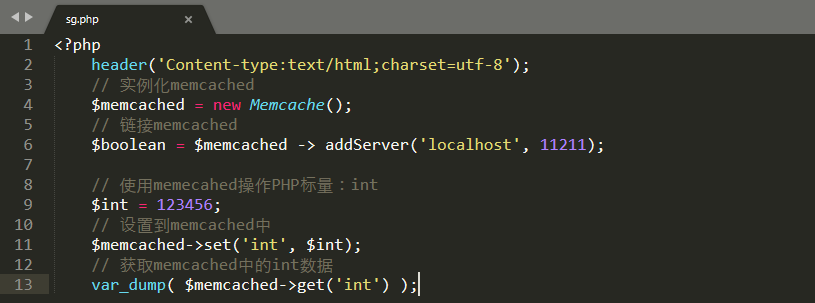 sg.php ×
1 <?php
2 header('Content-type:text/html;charset=utf-8');
3 // 实例化memcached
4 $memcached = new Memcache();
5 // 链接memcached
6 $boolean = $memcached -> addServer('localhost', 11211);
7
8 // 使用memecahed操作PHP标量：int
9 $int = 123456;
10 // 设置到memcached中
11 $memcached->set('int', $int);
12 // 获取memcached中的int数据
13 var_dump( $memcached->get('int') );